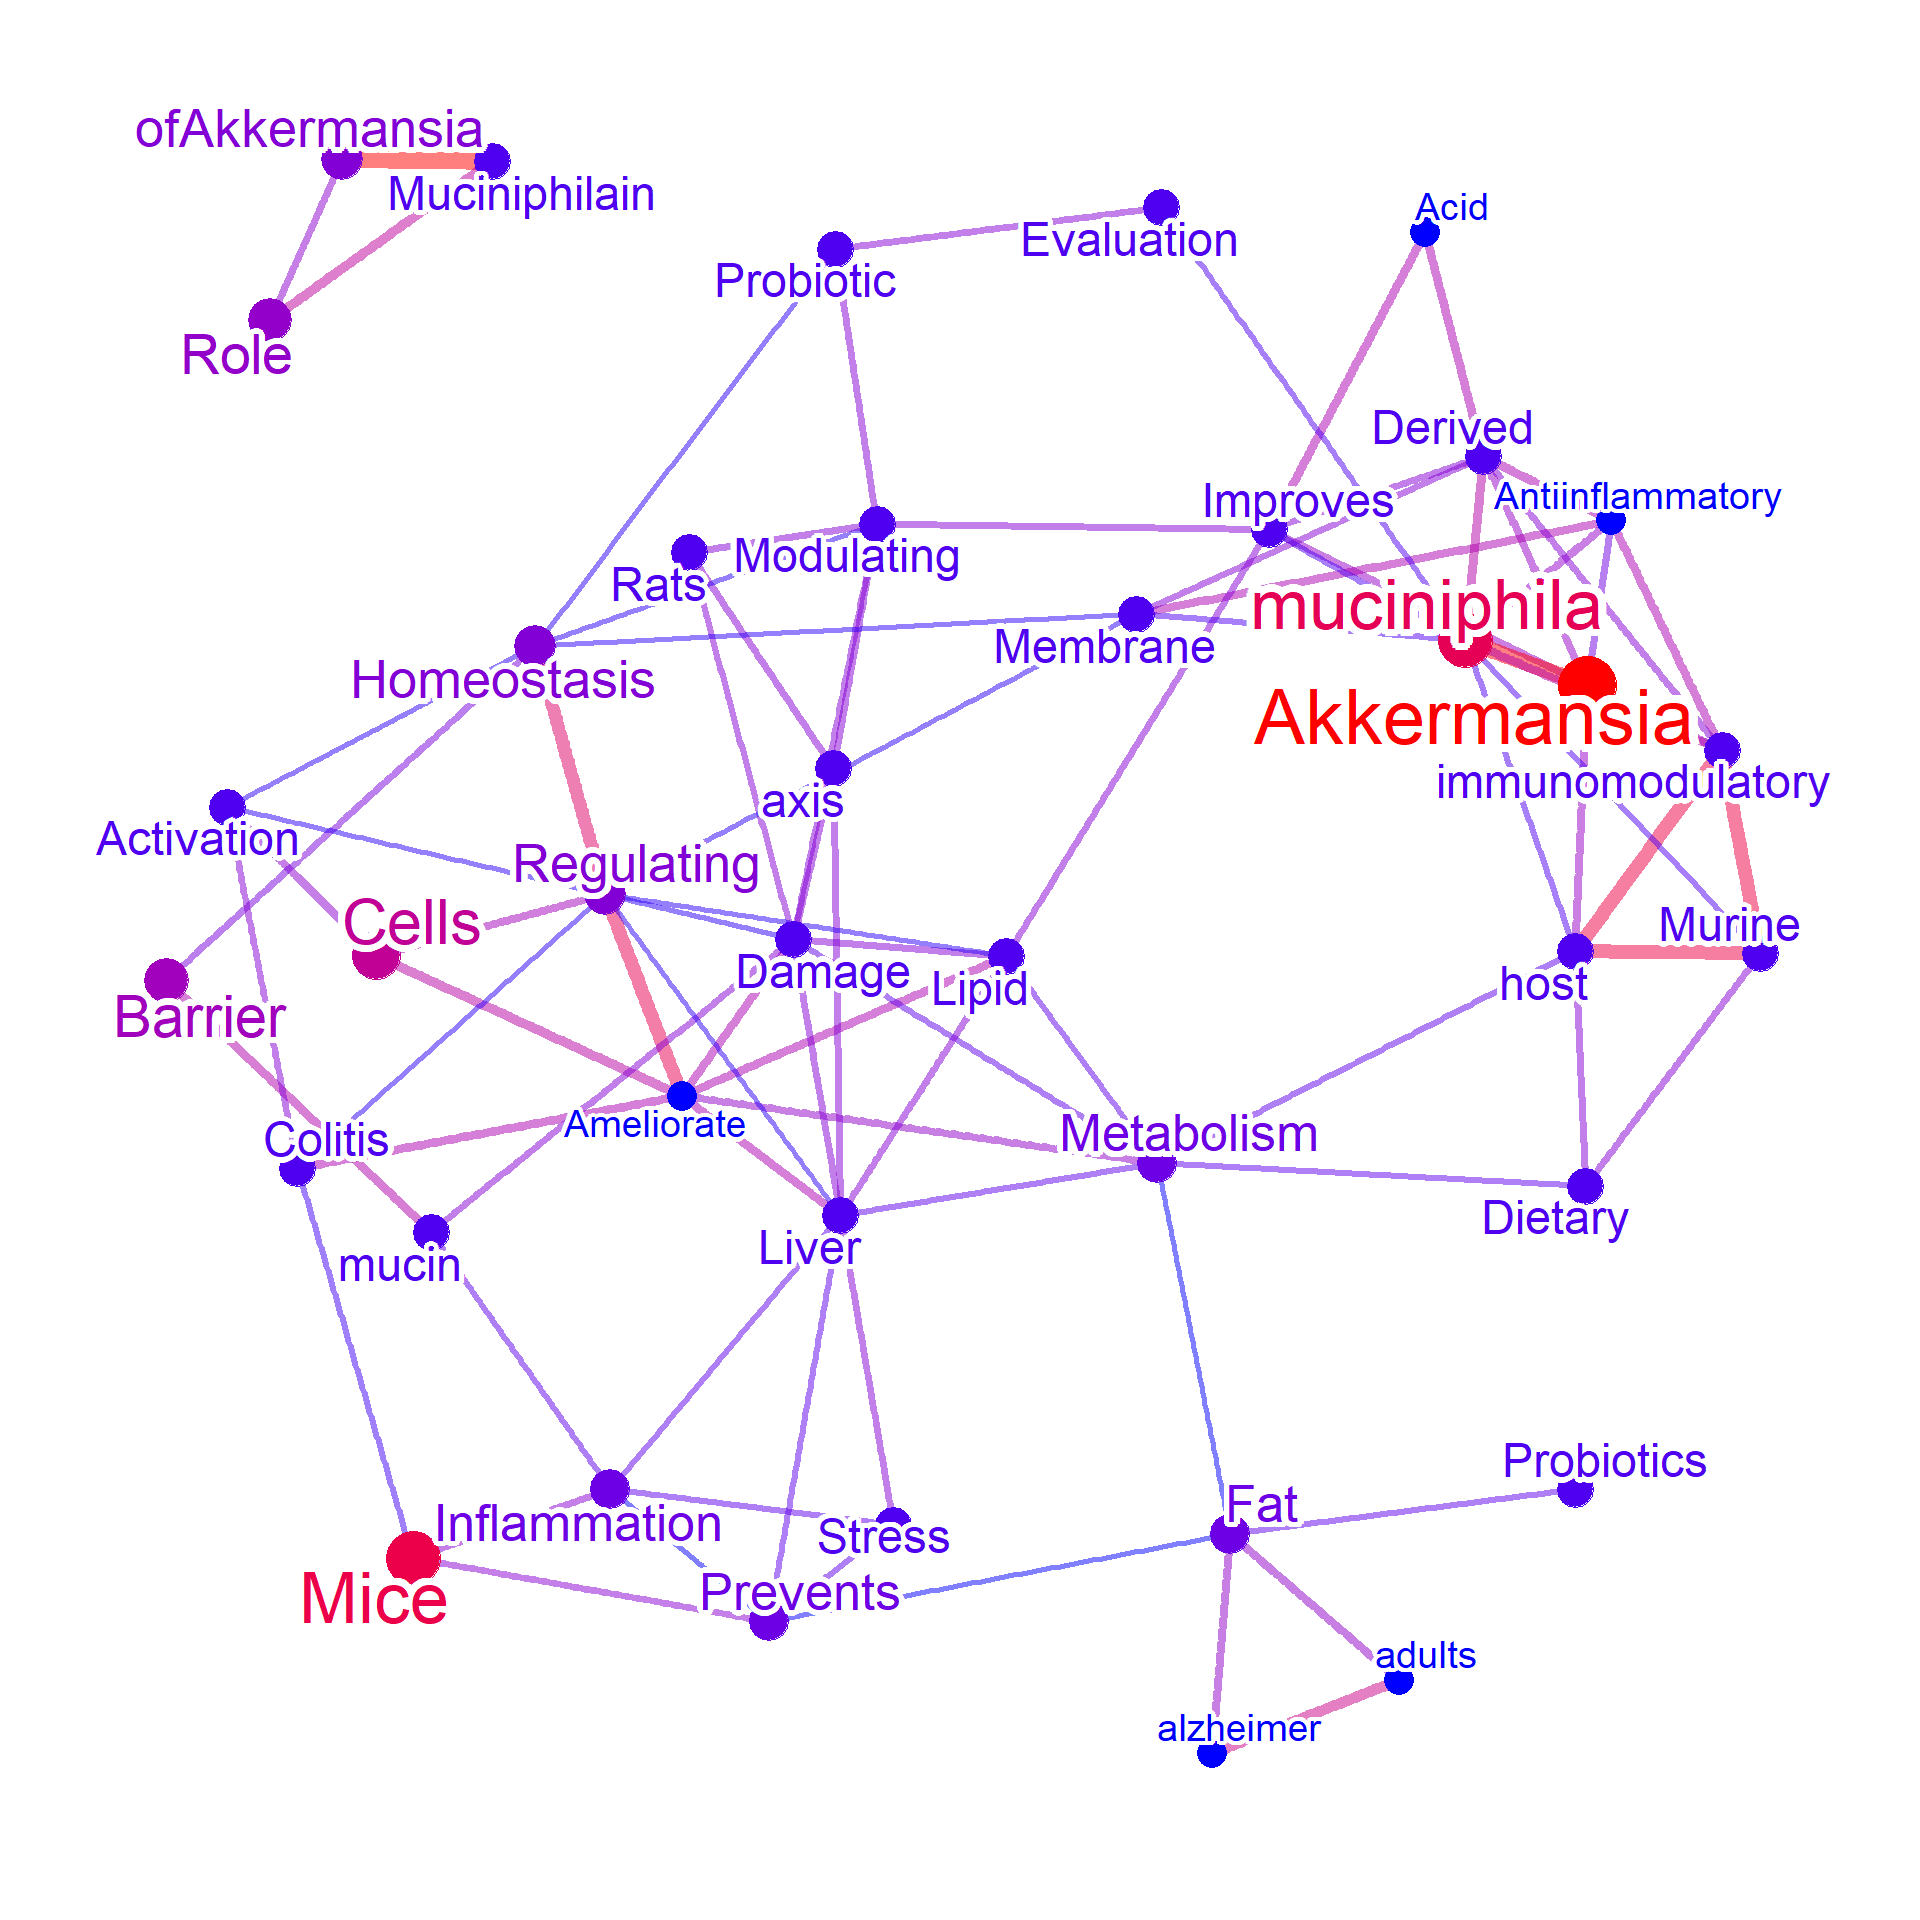 ofAkkermansia
Muciniphilain
Acid
Evaluation
Probiotic
Role
Derived
Antiinflammatory
Improves
Modulating
Rats
muciniphila
Membrane
Homeostasis
Akkermansia
immunomodulatory
axis
Activation
Regulating
Cells
Murine
Damage
Lipid
host
Barrier
Ameliorate
Metabolism
Colitis
Dietary
Liver
mucin
Probiotics
Fat
Inflammation
Stress
Prevents
Mice
adults
alzheimer